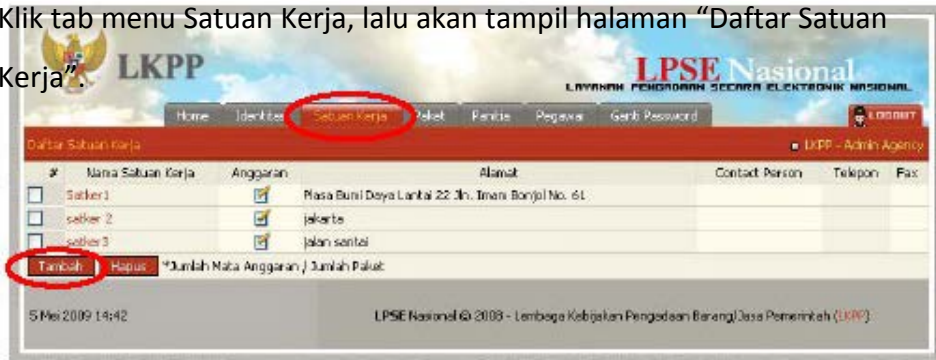 Klik tab menu Satuan Kerja, lalu akan tampil halaman “Daftar Satuan
Kerja”.
LKPP
LPSE Nasional
LAYANAN PENGADAAN SECARA ELEKTRONIK NASIONAL
Home Identitas Satuan Kerja Paket Panitia Pegawai Ganti Password LOGOUT
Daftar Satuan Kerja LKPP - Admin Agency
# Nama Satuan Kerja Anggaran Alamat Contact Person Telepon Fax
Satker1 Plasa Bumi Daya Lantai 22 Jln. Imam Bonjol No. 61
satker 2 jakarta
satker3 jalan santai
Tambah Hapus *Jumlah Mata Anggaran / Jumlah Paket
5 Mei 2009 14:42 LPSE Nasional © 2008 - Lembaga Kebijakan Pengadaan Barang/Jasa Pemerintah (LKPP)